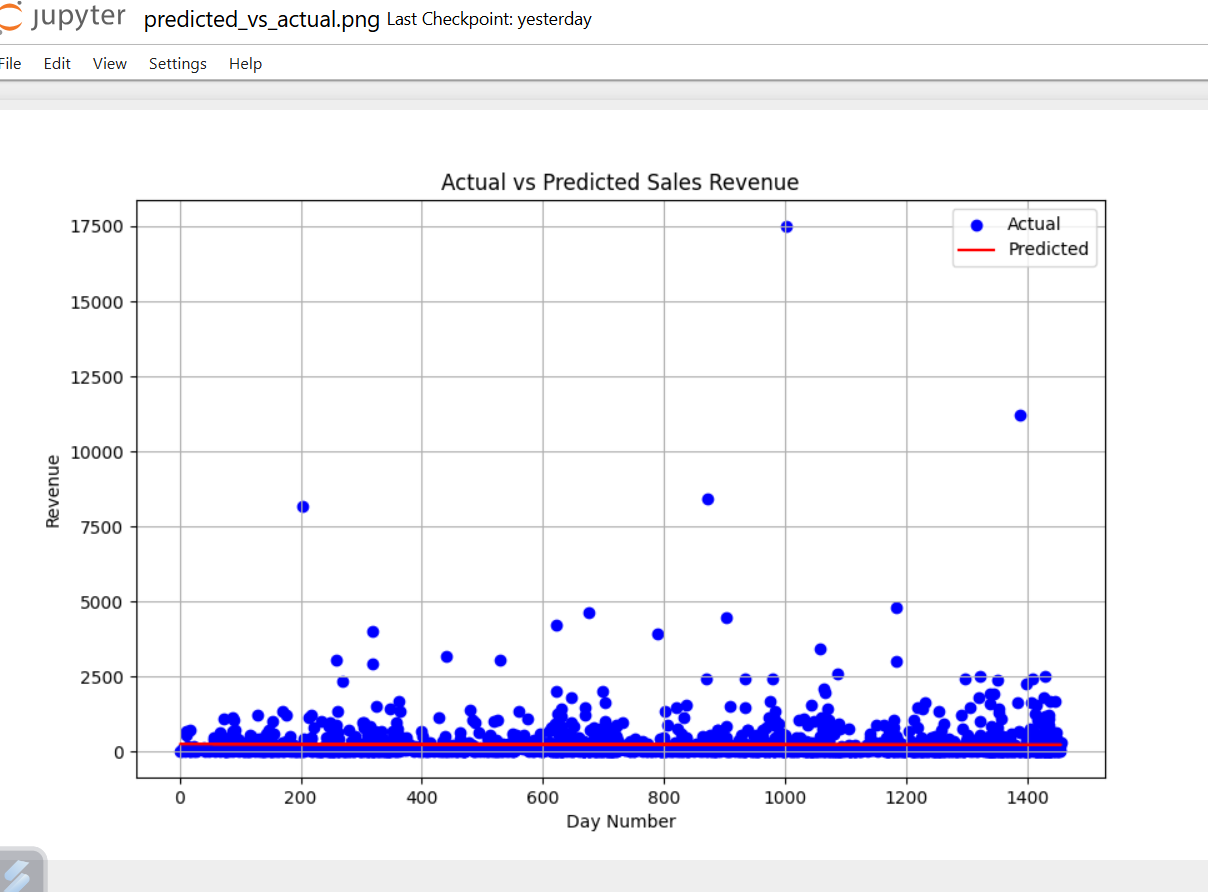 jupyter predicted_vs_actual.png Last Checkpoint: yesterday
File Edit View Settings Help
Actual vs Predicted Sales Revenue
17500
15000
12500
10000
7500
5000
2500
0
Revenue
Actual
Predicted
0 200 400 600 800 1000 1200 1400
Day Number